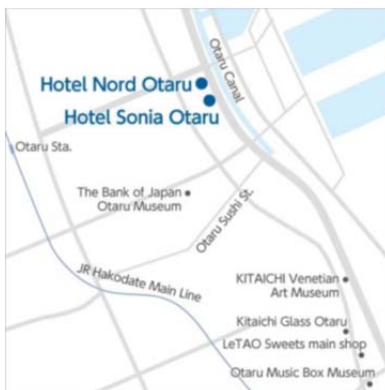 Hotel Nord Otaru
Hotel Sonia Otaru
Otaru Canal
Otaru Sta.
The Bank of Japan
Otaru Museum
Otaru Sushi St.
JR Hakodate Main Line
KITAICHI Venetian
Art Museum
Kitaichi Glass Otaru
LeTAO Sweets main shop
Otaru Music Box Museum